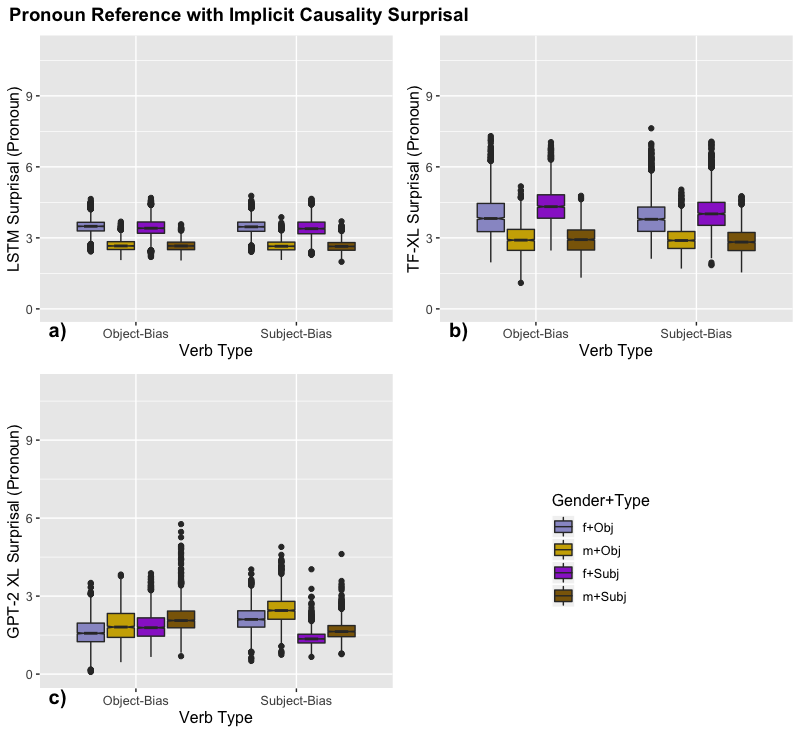 Pronoun Reference with Implicit Causality Surprisal
LSTM Surprisal (Pronoun)
9
6
3
0
a)
Object-Bias
Subject-Bias
Verb Type
TF-XL Surprisal (Pronoun)
9
6
3
0
b)
Object-Bias
Subject-Bias
Verb Type
GPT-2 XL Surprisal (Pronoun)
9
6
3
0
c)
Object-Bias
Subject-Bias
Verb Type
Gender+Type
f+Obj
m+Obj
f+Subj
m+Subj